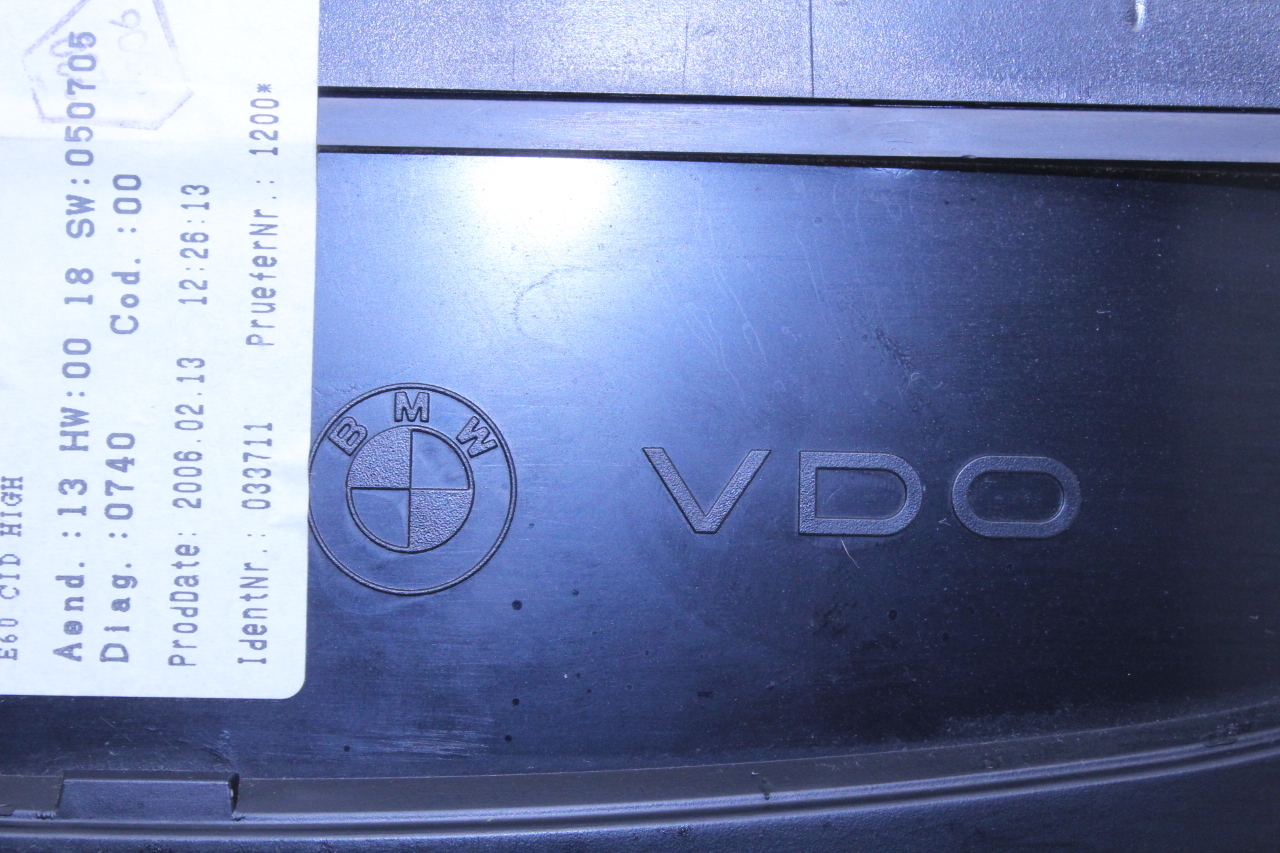 E60 CID HIGH
Aend.:13 HW:00 18 SW:050705
Diag.:0740 Cod.:00
ProdDate: 2006.02.13 12:26:13
IdentNr.: 033711 PrueferNr.: 1200*
BMW
VDO